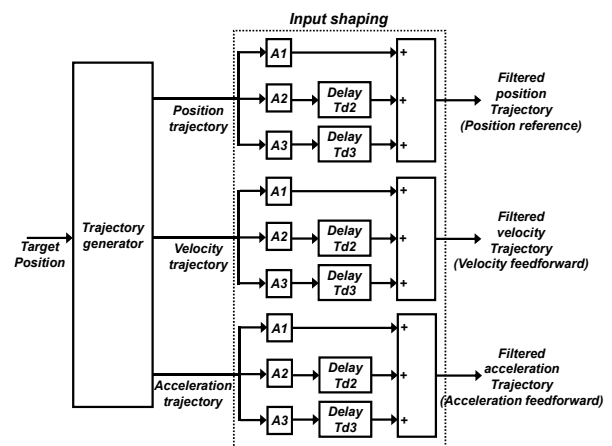 Input shaping
A1
A2
Delay
Td2
A3
Delay
Td3
+
+
+
Position
trajectory
Filtered
position
Trajectory
(Position reference)
Target
Position
Trajectory
generator
A1
A2
Delay
Td2
A3
Delay
Td3
+
+
+
Velocity
trajectory
Filtered
velocity
Trajectory
(Velocity feedforward)
A1
A2
Delay
Td2
A3
Delay
Td3
+
+
+
Acceleration
trajectory
Filtered
acceleration
Trajectory
(Acceleration feedforward)